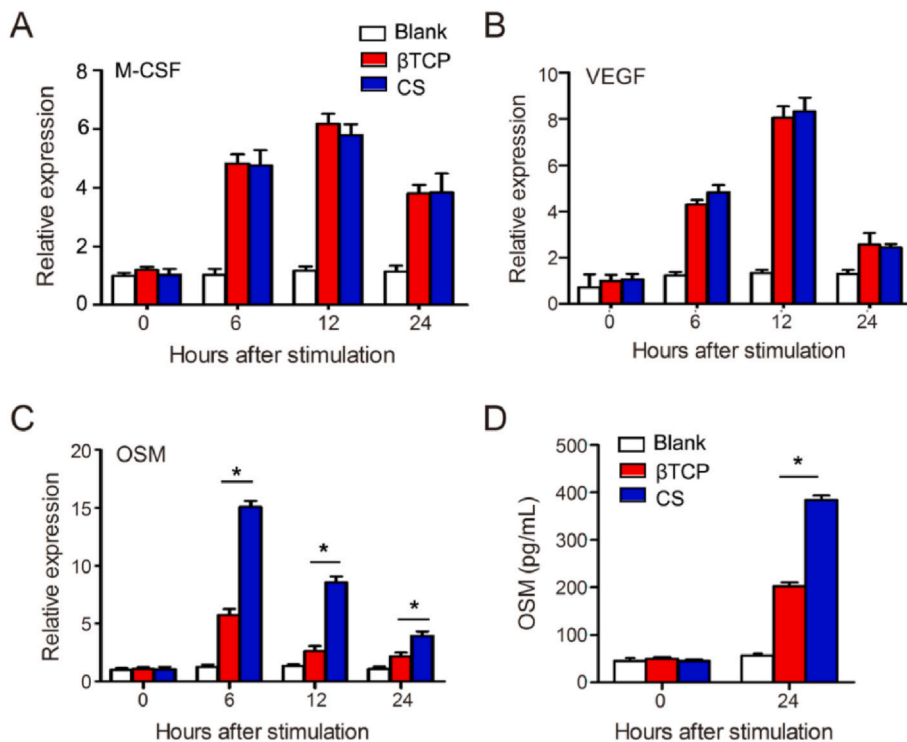 A
M-CSF
Blank
βTCP
CS
Relative expression
8
6
4
2
0
0 6 12 24
Hours after stimulation
B
VEGF
Relative expression
10
8
6
4
2
0
0 6 12 24
Hours after stimulation
C
OSM
Relative expression
20
15
10
5
0
*
*
*
0 6 12 24
Hours after stimulation
D
Blank
βTCP
CS
OSM (pg/mL)
500
400
300
200
100
0
*
0 24
Hours after stimulation